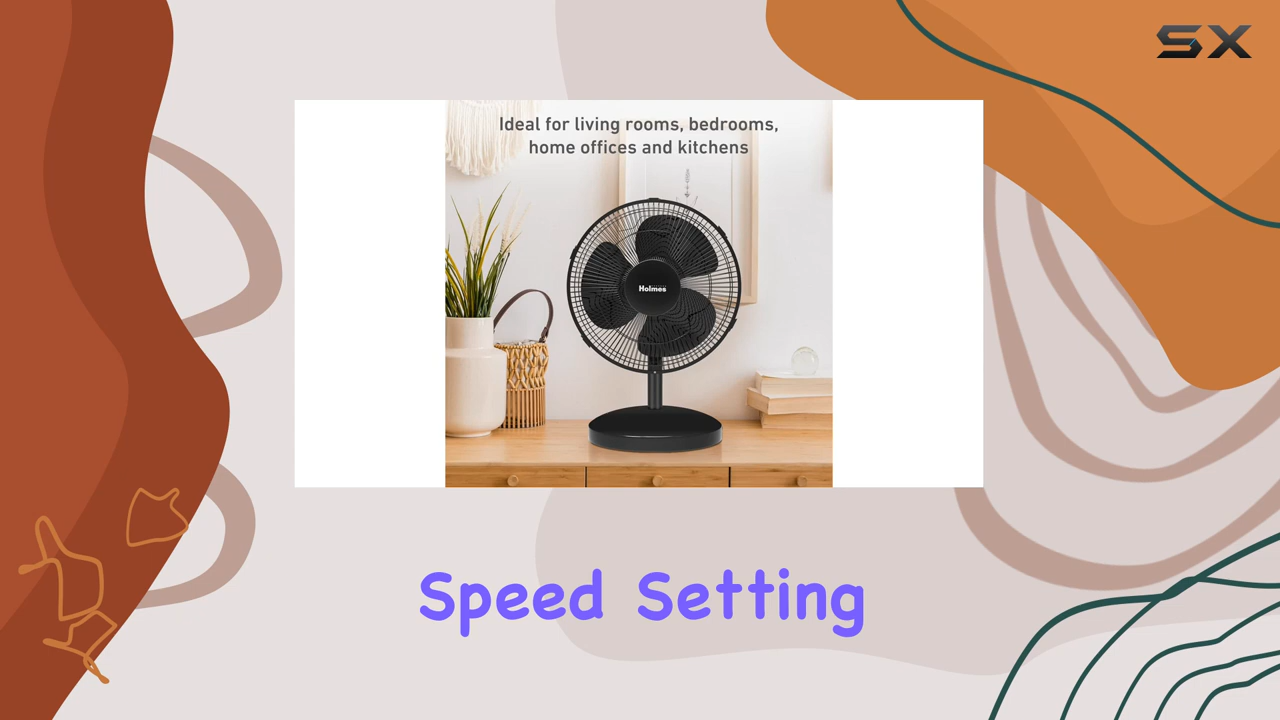 SX
Ideal for living rooms, bedrooms,
home offices and kitchens
Holmes
Speed Setting